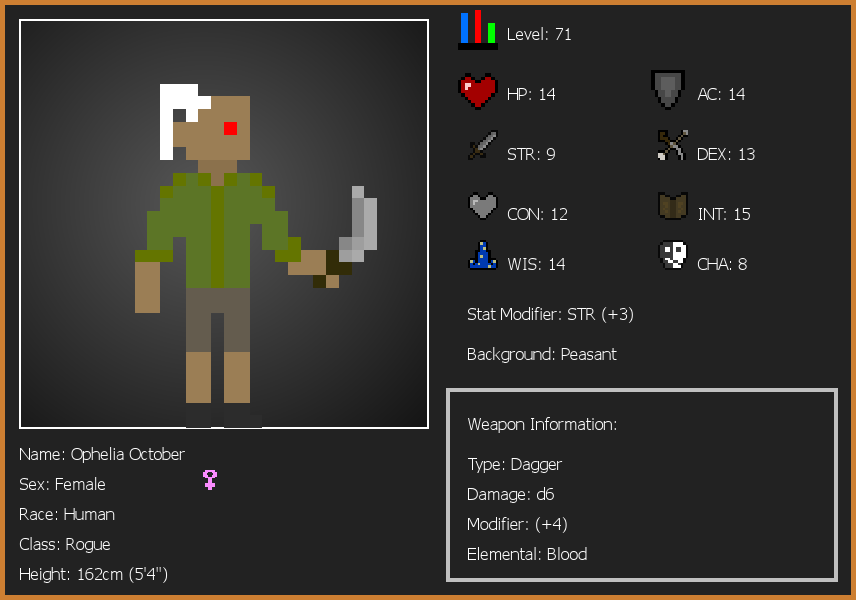 Level: 71
HP: 14
AC: 14
STR: 9
DEX: 13
CON: 12
INT: 15
WIS: 14
CHA: 8
Stat Modifier: STR (+3)
Background: Peasant
Weapon Information:
Type: Dagger
Damage: d6
Modifier: (+4)
Elemental: Blood
Name: Ophelia October
Sex: Female
Race: Human
Class: Rogue
Height: 162cm (5'4")